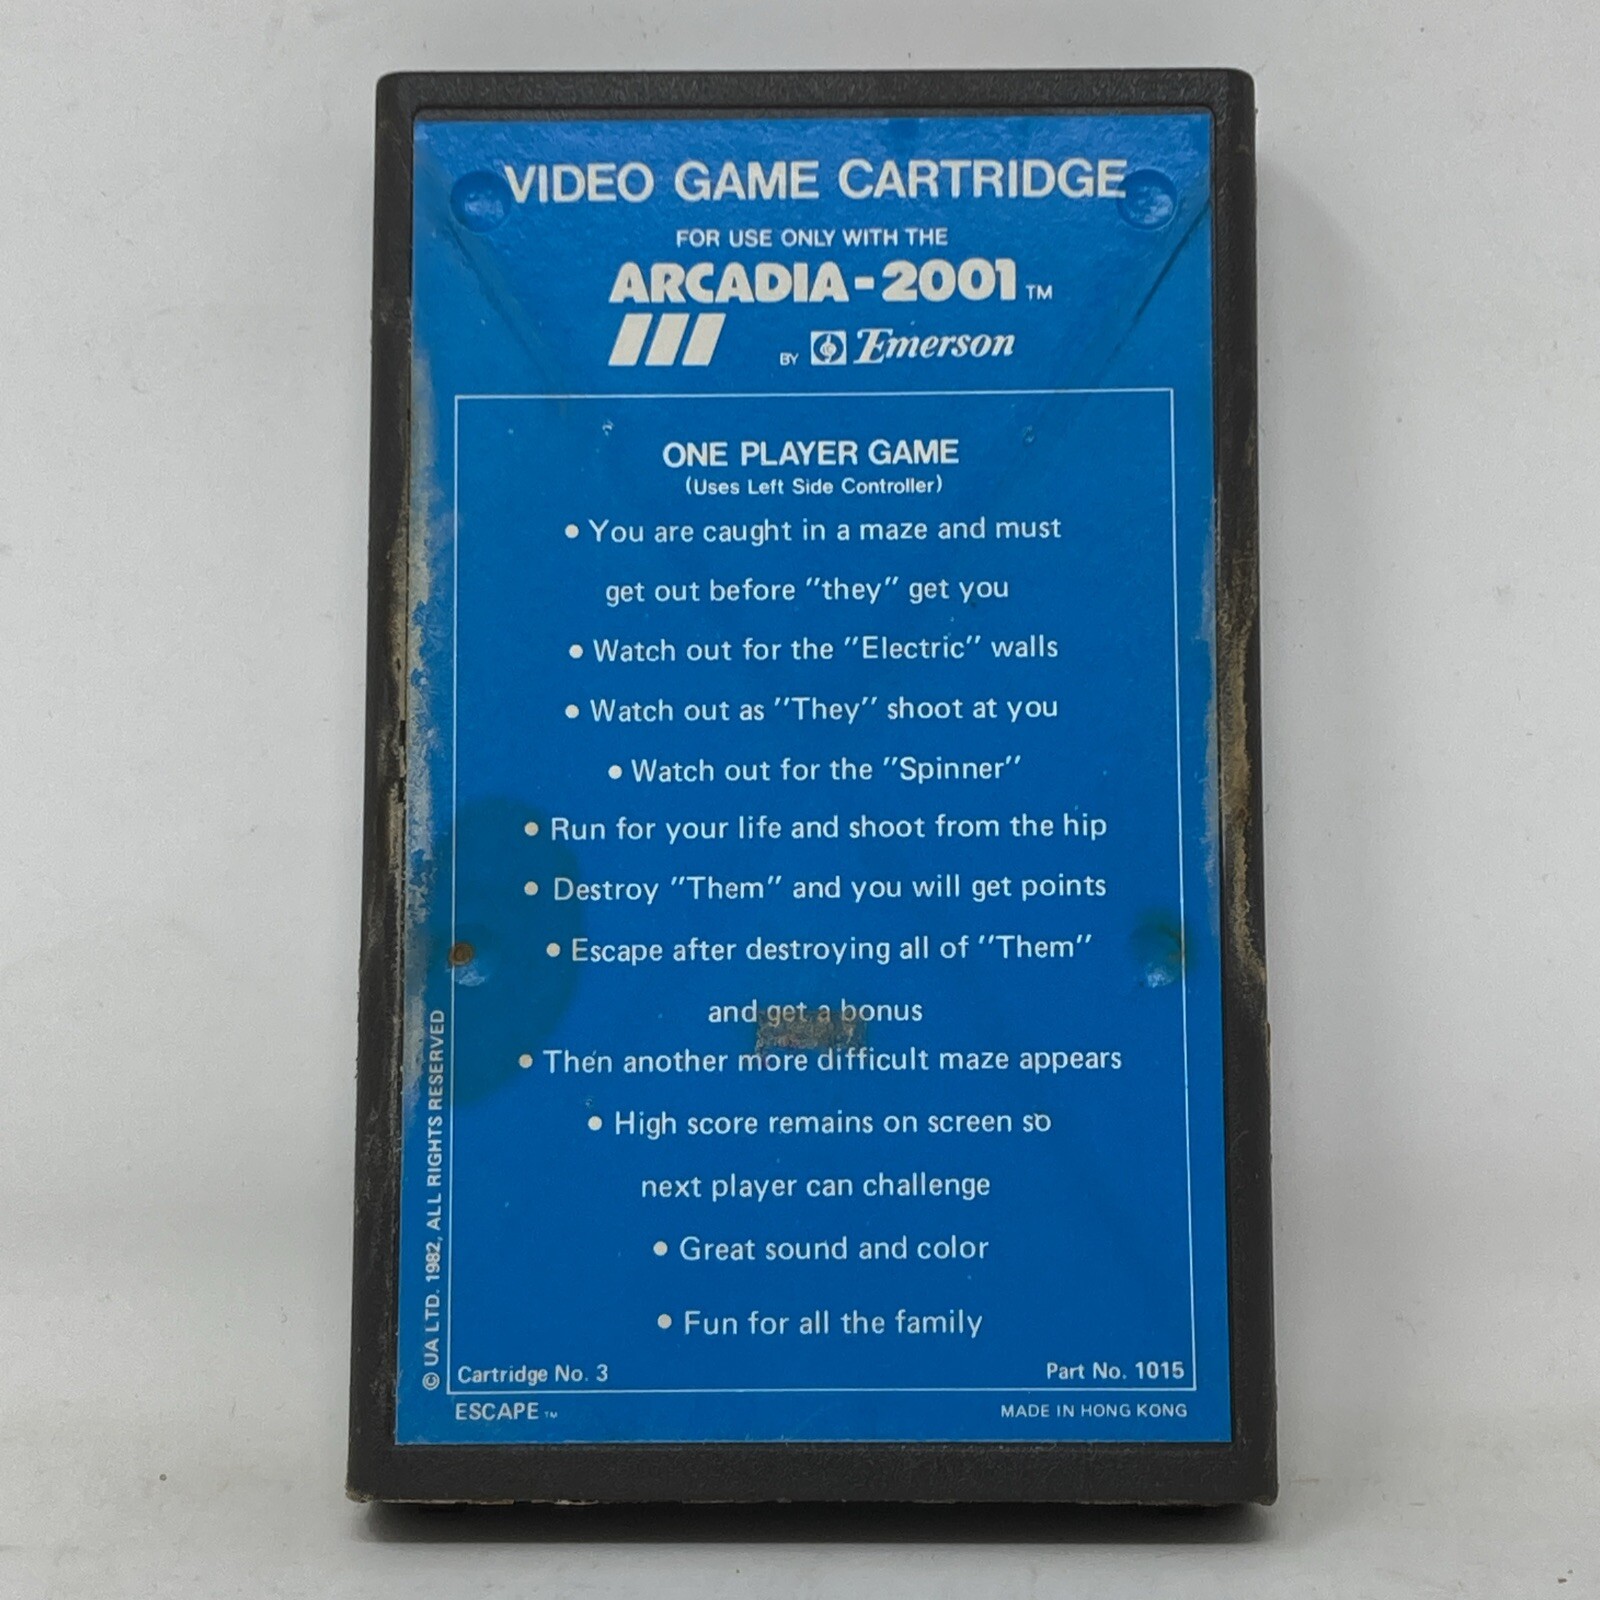 VIDEO GAME CARTRIDGE
FOR USE ONLY WITH THE
ARCADIA-2001 TM
BY Emerson
ONE PLAYER GAME
(Uses Left Side Controller)
• You are caught in a maze and must
get out before "they" get you
• Watch out for the "Electric" walls
• Watch out as "They" shoot at you
• Watch out for the "Spinner"
• Run for your life and shoot from the hip
• Destroy "Them" and you will get points
• Escape after destroying all of "Them"
and get a bonus
• Then another more difficult maze appears
• High score remains on screen so
next player can challenge
• Great sound and color
• Fun for all the family
Cartridge No. 3
Part No. 1015
ESCAPE TM
MADE IN HONG KONG
© UA LTD. 1982, ALL RIGHTS RESERVED